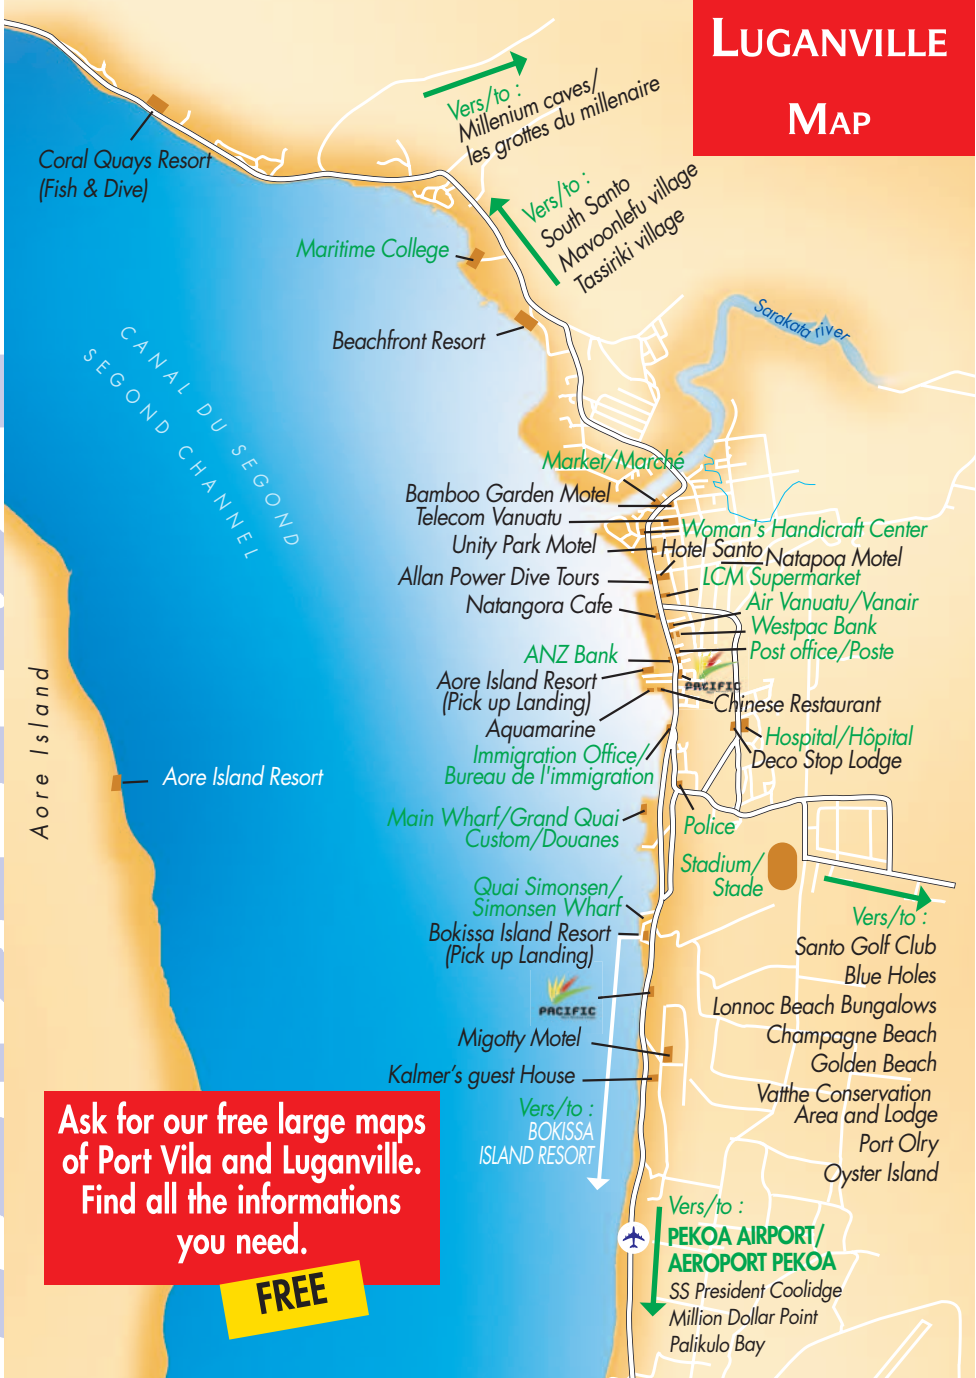 LUGANVILLE
MAP
Vers/to :
Millenium caves/
les grottes du millenaire
Coral Quays Resort
(Fish & Dive)
Vers/to :
South Santo
Mavoonlefu village
Tassiriki village
Maritime College
Sarakata river
Beachfront Resort
CANAL DU SEGOND
SEGOND CHANNEL
Market/Marché
Bamboo Garden Motel
Telecom Vanuatu
Woman's Handicraft Center
Unity Park Motel
Hotel Santo
Natapoa Motel
Allan Power Dive Tours
LCM Supermarket
Natangora Cafe
Air Vanuatu/Vanair
Westpac Bank
ANZ Bank
Post office/Poste
Aore Island Resort
(Pick up Landing)
PACIFIC
Chinese Restaurant
Aquamarine
Hospital/Hôpital
Immigration Office/
Bureau de l'immigration
Deco Stop Lodge
Aore Island
Aore Island Resort
Main Wharf/Grand Quai
Custom/Douanes
Police
Stadium/
Stade
Quai Simonsen/
Simonsen Wharf
Bokissa Island Resort
(Pick up Landing)
Vers/to :
Santo Golf Club
Blue Holes
Lonnoc Beach Bungalows
Champagne Beach
Golden Beach
Vatthe Conservation
Area and Lodge
Port Olry
Oyster Island
PACIFIC
Migotty Motel
Kalmer's guest House
Vers/to :
BOKISSA
ISLAND RESORT
Ask for our free large maps
of Port Vila and Luganville.
Find all the informations
you need.
FREE
Vers/to :
PEKOA AIRPORT/
AEROPORT PEKOA
SS President Coolidge
Million Dollar Point
Palikulo Bay